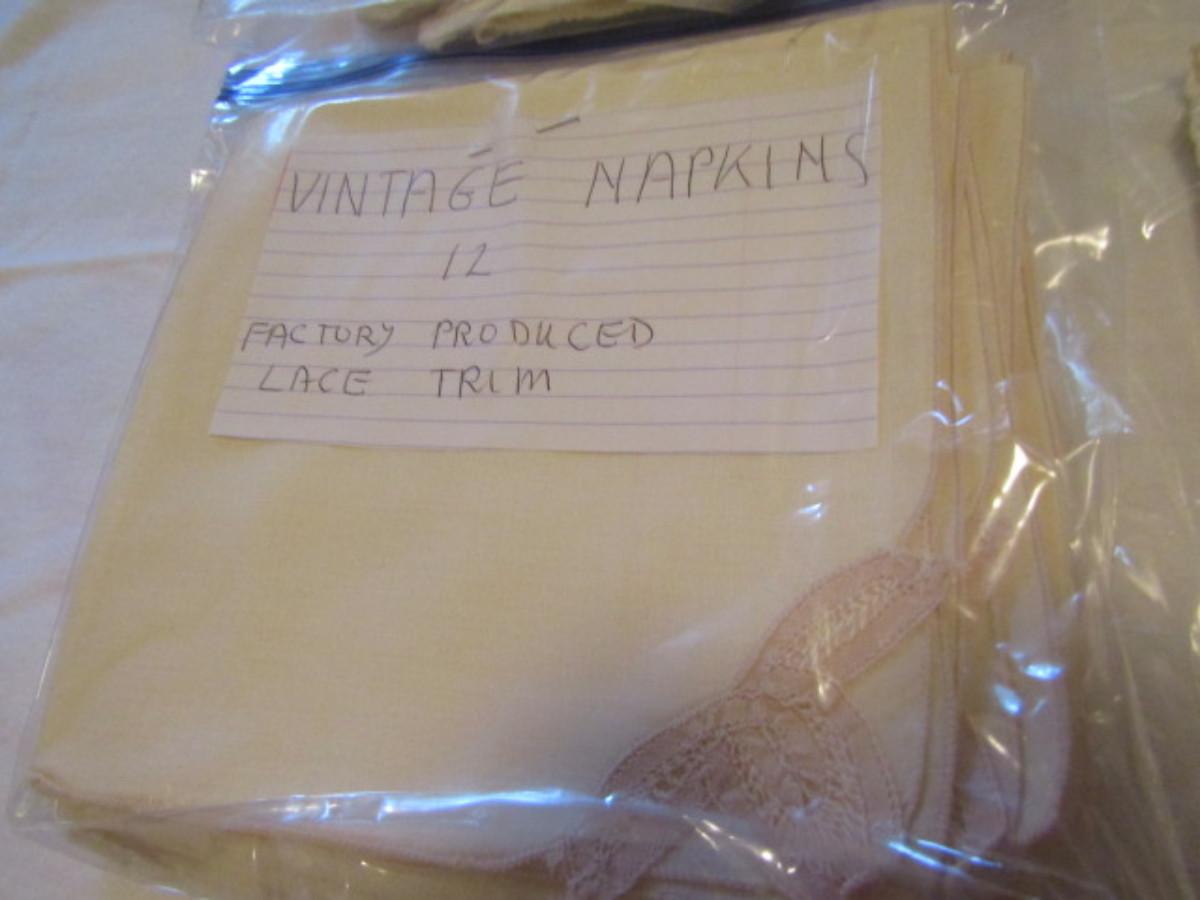 VINTAGE NAPKINS
12
FACTORY PRODUCED
LACE TRIM